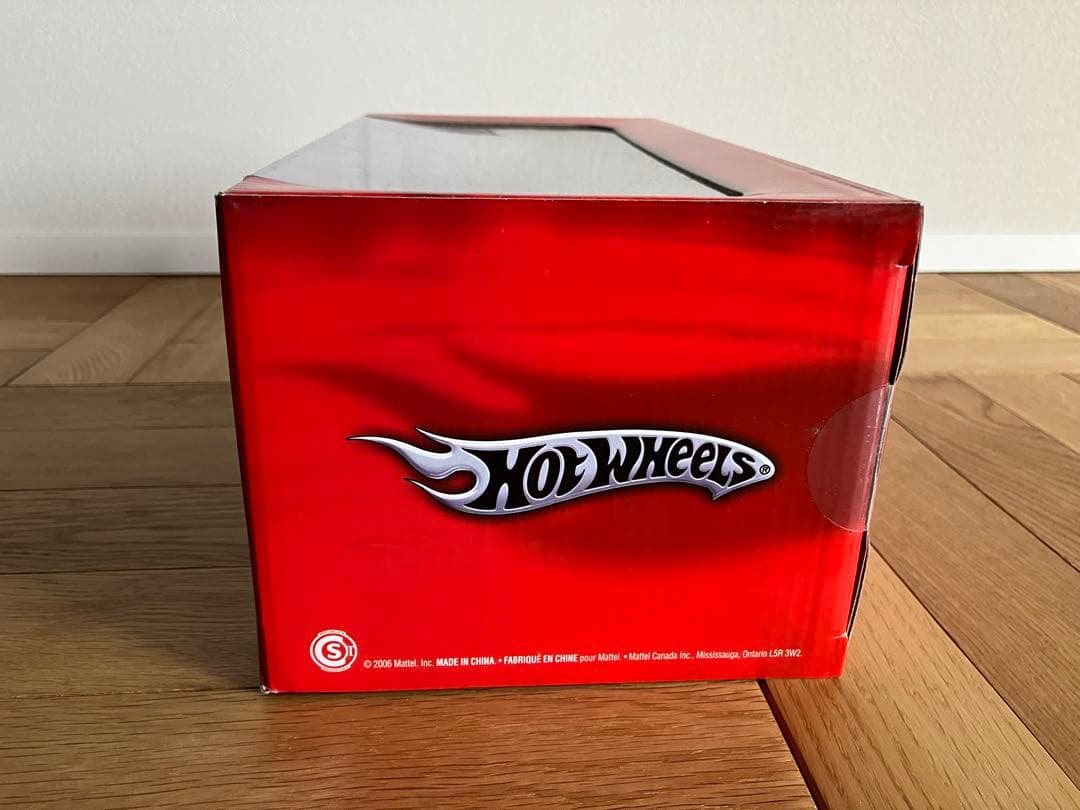 HOT WHEELS®
S
© 2006 Mattel, Inc. MADE IN CHINA. • FABRIQUÉ EN CHINE pour Mattel. • Mattel Canada Inc., Mississauga, Ontario L5R 3W2.